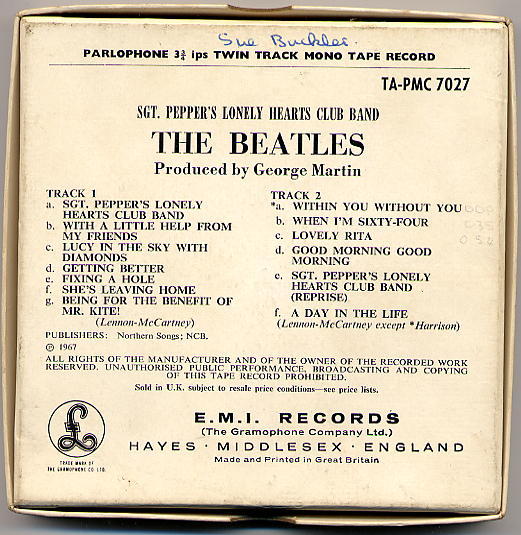 Sue Buckler.
PARLOPHONE 3¾ ips TWIN TRACK MONO TAPE RECORD
TA-PMC 7027
SGT. PEPPER'S LONELY HEARTS CLUB BAND
THE BEATLES
Produced by George Martin
TRACK 1
a. SGT. PEPPER'S LONELY
HEARTS CLUB BAND
b. WITH A LITTLE HELP FROM
MY FRIENDS
c. LUCY IN THE SKY WITH
DIAMONDS
d. GETTING BETTER
e. FIXING A HOLE
f. SHE'S LEAVING HOME
g. BEING FOR THE BENEFIT OF
MR. KITE!
(Lennon-McCartney)
TRACK 2
*a. WITHIN YOU WITHOUT YOU
b. WHEN I'M SIXTY-FOUR
c. LOVELY RITA
d. GOOD MORNING GOOD
MORNING
e. SGT. PEPPER'S LONELY
HEARTS CLUB BAND
(REPRISE)
f. A DAY IN THE LIFE
(Lennon-McCartney except *Harrison)
PUBLISHERS: Northern Songs; NCB.
℗ 1967
ALL RIGHTS OF THE MANUFACTURER AND OF THE OWNER OF THE RECORDED WORK
RESERVED. UNAUTHORISED PUBLIC PERFORMANCE, BROADCASTING AND COPYING
OF THIS TAPE RECORD PROHIBITED.
Sold in U.K. subject to resale price conditions—see price lists.
£
TRADE MARK OF
THE GRAMOPHONE CO. LTD.
E.M.I. RECORDS
(The Gramophone Company Ltd.)
HAYES · MIDDLESEX · ENGLAND
Made and Printed in Great Britain